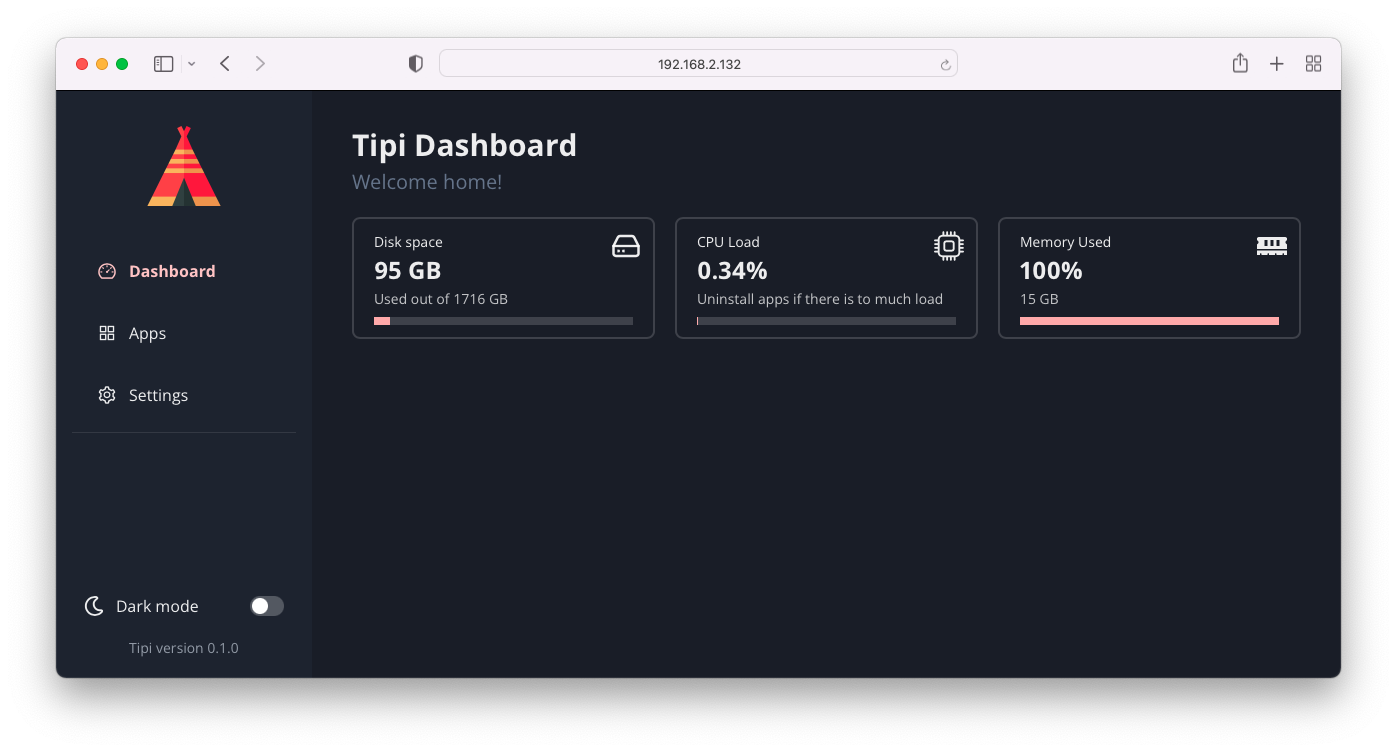 192.168.2.132
Tipi Dashboard
Welcome home!
Dashboard
Apps
Settings
Disk space
95 GB
Used out of 1716 GB
CPU Load
0.34%
Uninstall apps if there is to much load
Memory Used
100%
15 GB
Dark mode
Tipi version 0.1.0